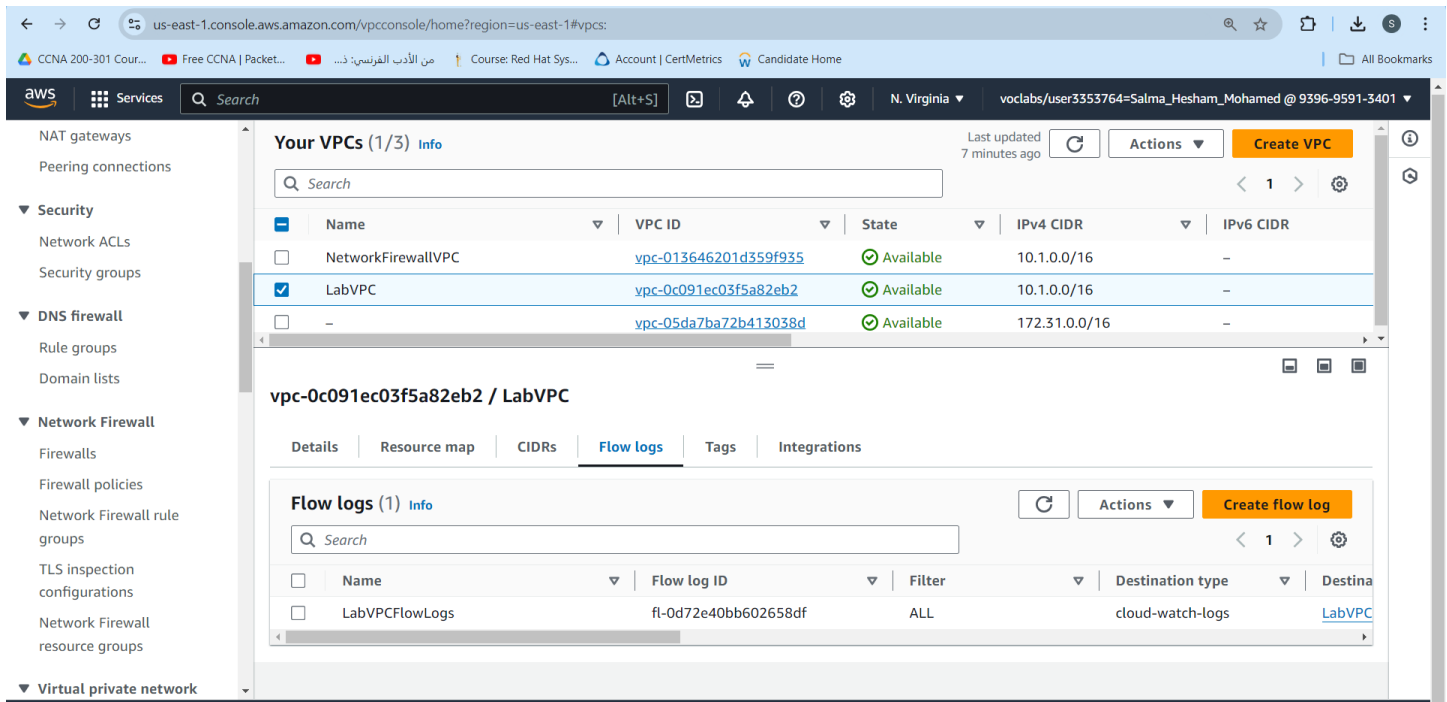 us-east-1.console.aws.amazon.com/vpcconsole/home?region=us-east-1#vpcs:
S
CCNA 200-301 Cour... Free CCNA | Packet... من الأدب الفرنسي: ذ... Course: Red Hat Sys... Account | CertMetrics Candidate Home All Bookmarks
aws Services Search [Alt+S] N. Virginia ▼ voclabs/user3353764=Salma_Hesham_Mohamed @ 9396-9591-3401 ▼
NAT gateways
Peering connections
▼ Security
Network ACLs
Security groups
▼ DNS firewall
Rule groups
Domain lists
▼ Network Firewall
Firewalls
Firewall policies
Network Firewall rule
groups
TLS inspection
configurations
Network Firewall
resource groups
▼ Virtual private network
Your VPCs (1/3) Info
Last updated
7 minutes ago
Actions ▼ Create VPC
Search
1
Name VPC ID State IPv4 CIDR IPv6 CIDR
NetworkFirewallVPC vpc-013646201d359f935 Available 10.1.0.0/16 –
LabVPC vpc-0c091ec03f5a82eb2 Available 10.1.0.0/16 –
– vpc-05da7ba72b413038d Available 172.31.0.0/16 –
vpc-0c091ec03f5a82eb2 / LabVPC
Details Resource map CIDRs Flow logs Tags Integrations
Flow logs (1) Info Actions ▼ Create flow log
Search
1
Name Flow log ID Filter Destination type Destina
LabVPCFlowLogs fl-0d72e40bb602658df ALL cloud-watch-logs LabVPC